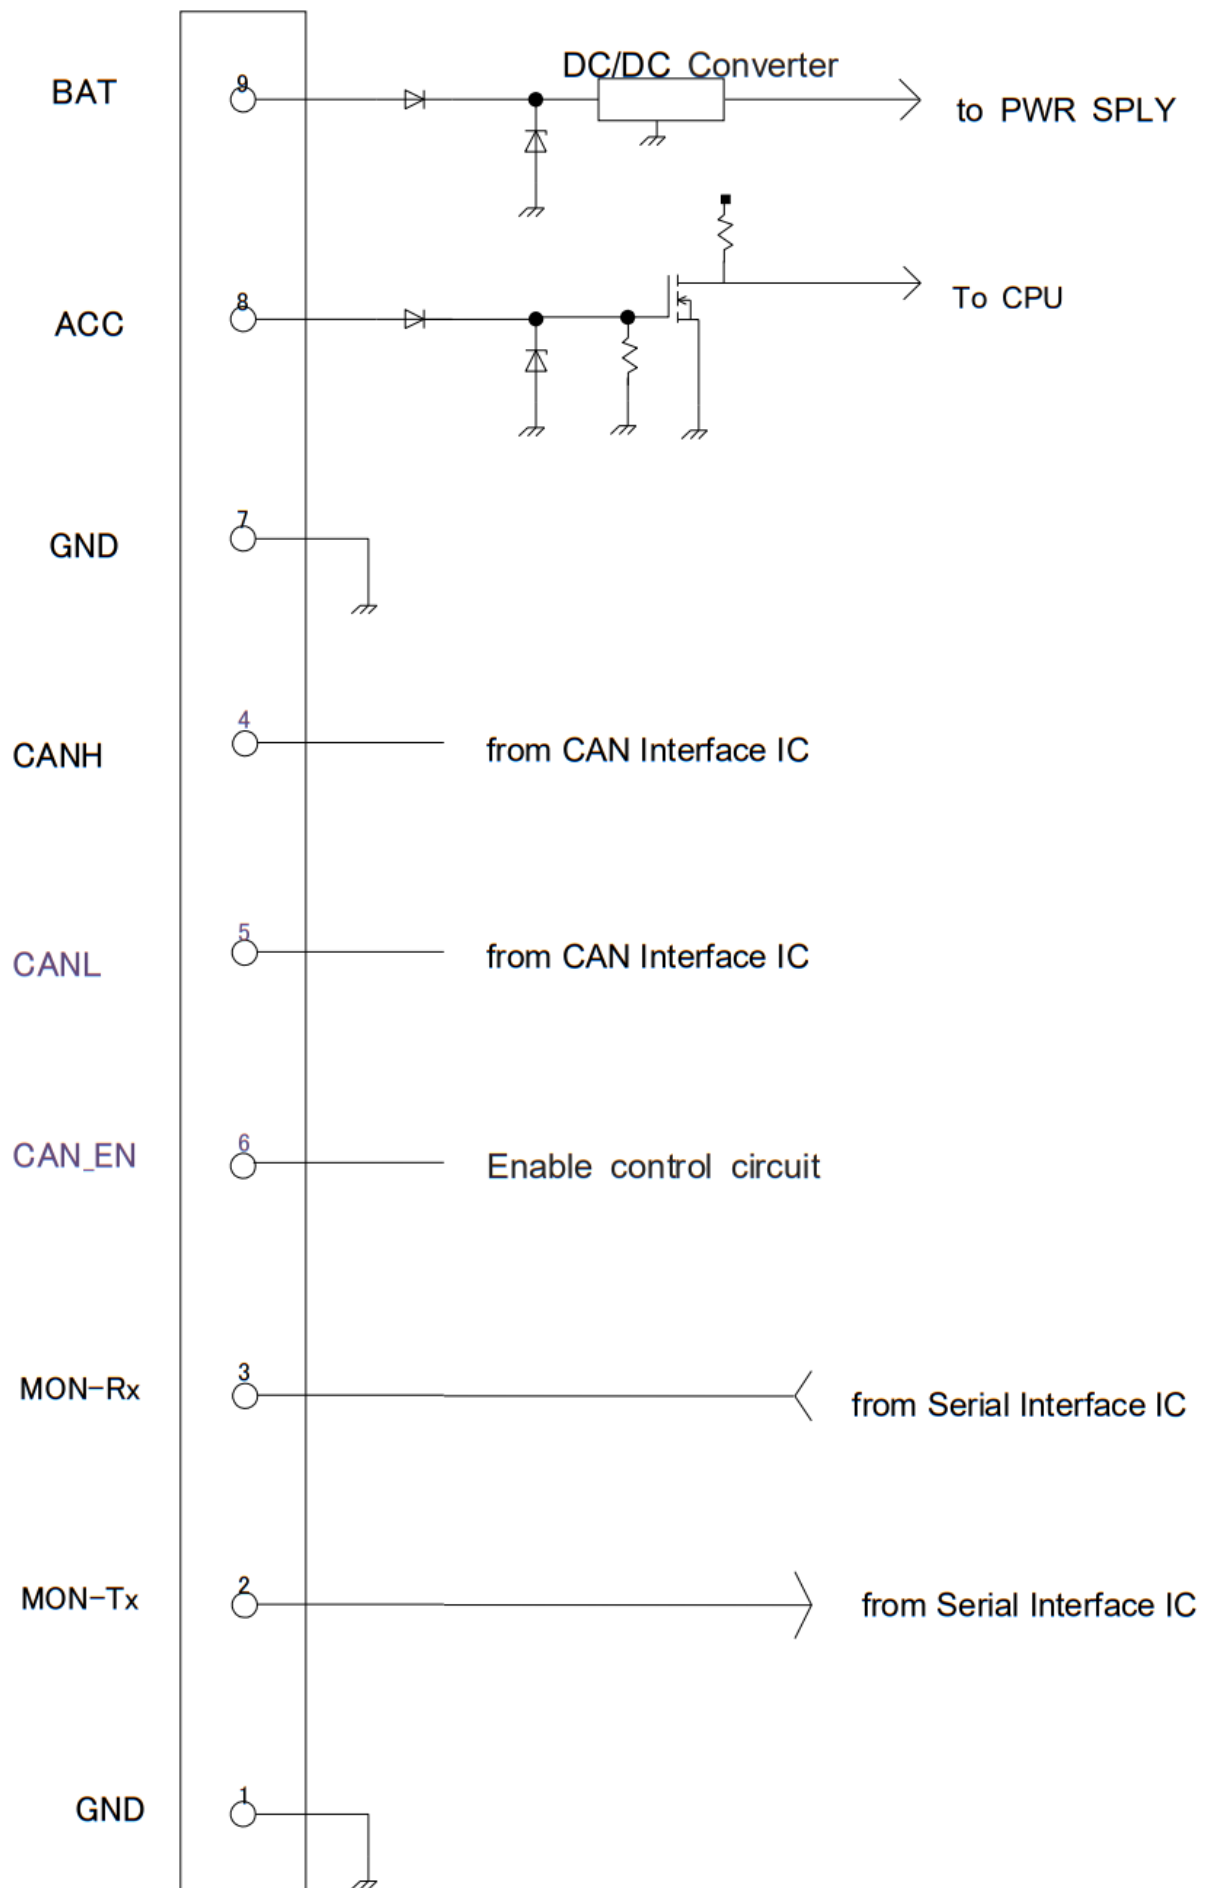 DC/DC Converter
BAT
9
to PWR SPLY
ACC
8
To CPU
GND
7
CANH
4
from CAN Interface IC
CANL
5
from CAN Interface IC
CAN_EN
6
Enable control circuit
MON-Rx
3
from Serial Interface IC
MON-Tx
2
from Serial Interface IC
GND
1